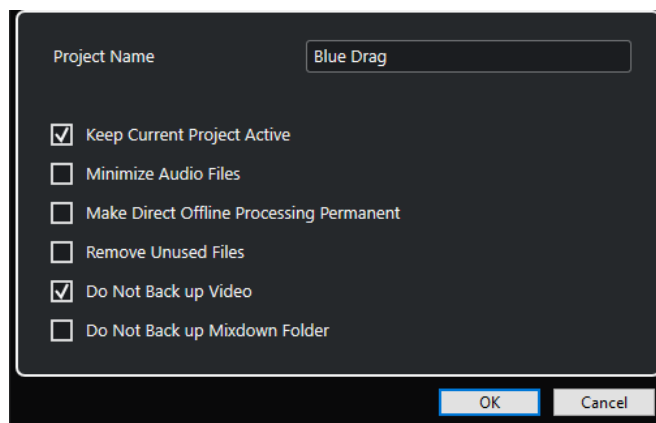 Project Name Blue Drag
Keep Current Project Active
Minimize Audio Files
Make Direct Offline Processing Permanent
Remove Unused Files
Do Not Back up Video
Do Not Back up Mixdown Folder
OK Cancel